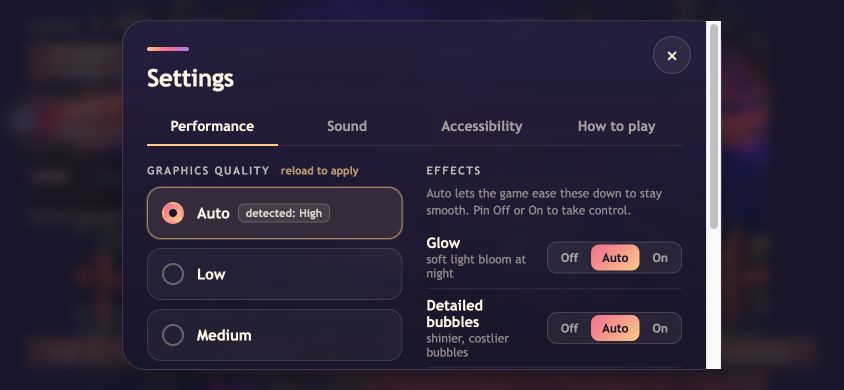 Settings
×
Performance
Sound
Accessibility
How to play
GRAPHICS QUALITY reload to apply
Auto detected: High
Low
Medium
EFFECTS
Auto lets the game ease these down to stay
smooth. Pin Off or On to take control.
Glow
soft light bloom at
night
Off Auto On
Detailed
bubbles
shinier, costlier
bubbles
Off Auto On